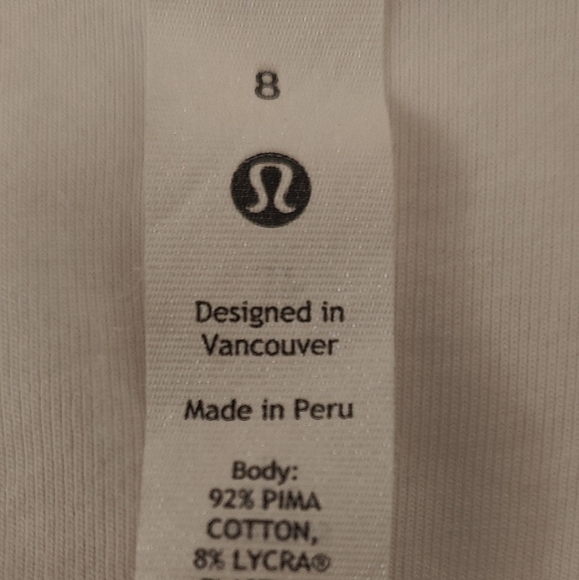 8
Designed in
Vancouver
Made in Peru
Body:
92% PIMA
COTTON,
8% LYCRA®